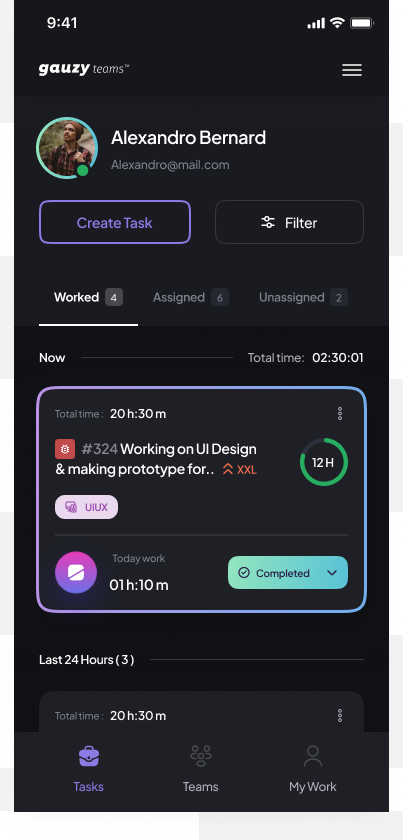 9:41
gauzy teams™
Alexandro Bernard
Alexandro@mail.com
Create Task
Filter
Worked 4 Assigned 6 Unassigned 2
Now Total time: 02:30:01
Total time : 20 h:30 m
#324 Working on UI Design
& making prototype for.. XXL
12 H
UIUX
Today work
01 h:10 m
Completed
Last 24 Hours ( 3 )
Total time : 20 h:30 m
Tasks Teams My Work